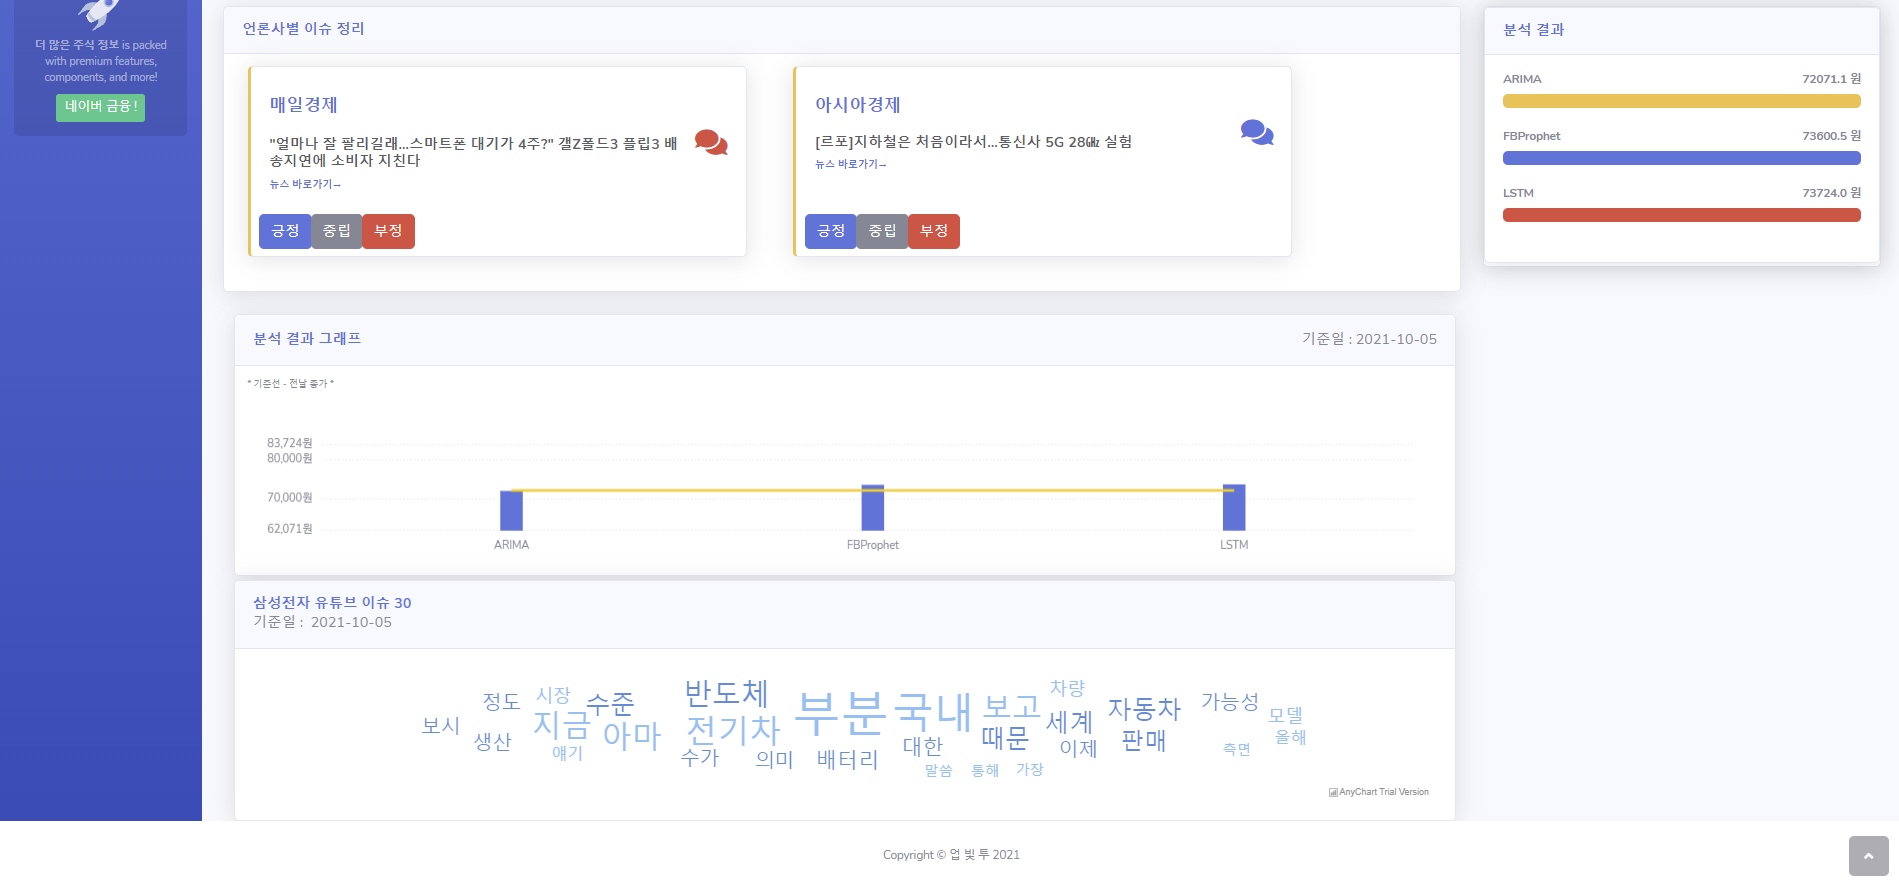 더 많은 주식 정보 is packed
with premium features,
components, and more!
네이버 금융!
언론사별 이슈 정리
매일경제
"얼마나 잘 팔리길래…스마트폰 대기가 4주?" 갤Z폴드3 플립3 배
송지연에 소비자 지친다
뉴스 바로가기→
긍정 중립 부정
아시아경제
[르포]지하철은 처음이라서…통신사 5G 28㎓ 실험
뉴스 바로가기→
긍정 중립 부정
분석 결과
ARIMA 72071.1 원
FBProphet 73600.5 원
LSTM 73724.0 원
분석 결과 그래프
기준일 : 2021-10-05
* 기준선 - 전날 종가 *
83,724원
80,000원
70,000원
62,071원
ARIMA FBProphet LSTM
삼성전자 유튜브 이슈 30
기준일 : 2021-10-05
보시 정도 시장 수준 반도체 부분 국내 보고 차량 자동차 가능성 모델
생산 지금 아마 전기차 세계 올해
얘기 수가 의미 배터리 대한 때문 이제 판매 측면
말씀 통해 가장
AnyChart Trial Version
Copyright © 업 빛 투 2021